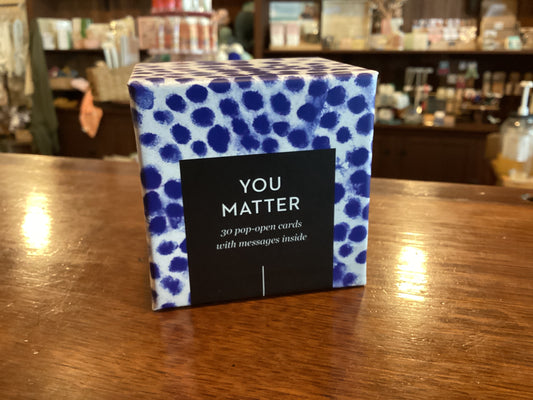 YOU
MATTER
30 pop-open cards
with messages inside